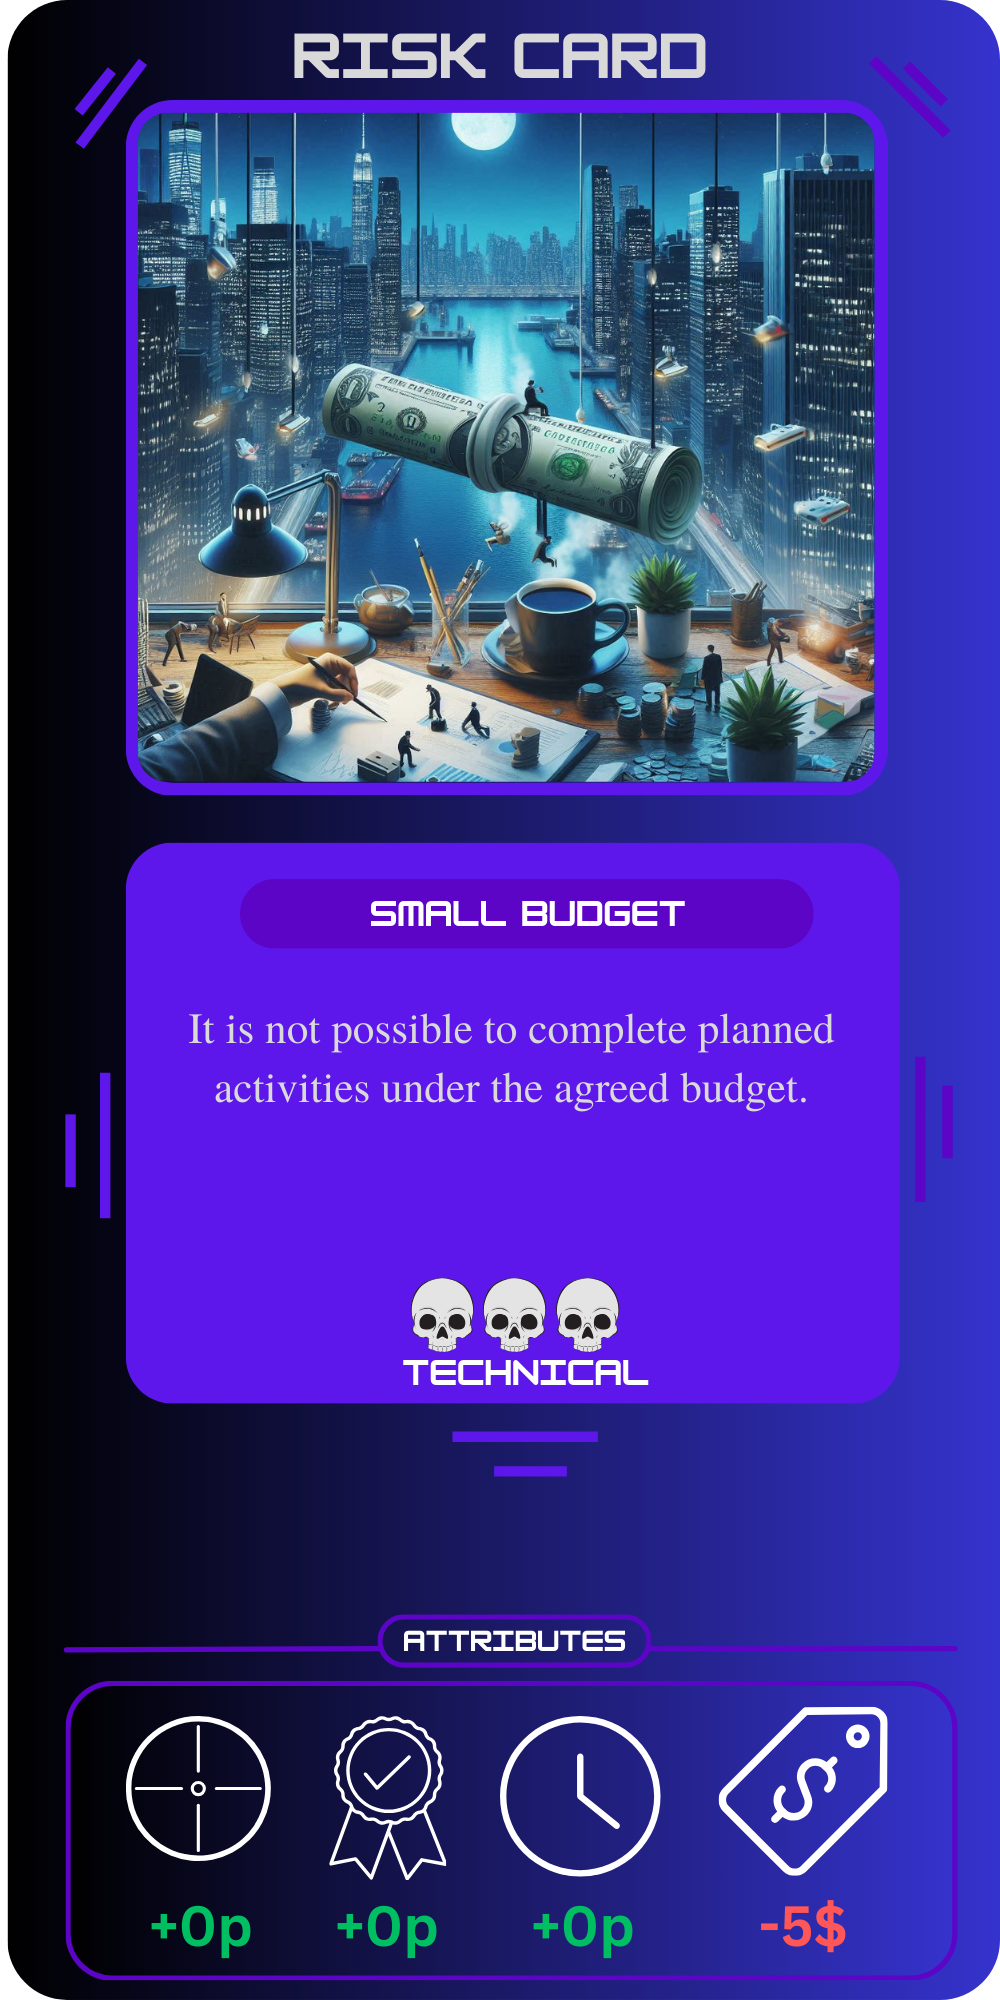 RISK CARD
SMALL BUDGET
It is not possible to complete planned
activities under the agreed budget.
TECHNICAL
ATTRIBUTES
+0p +0p +0p -5$